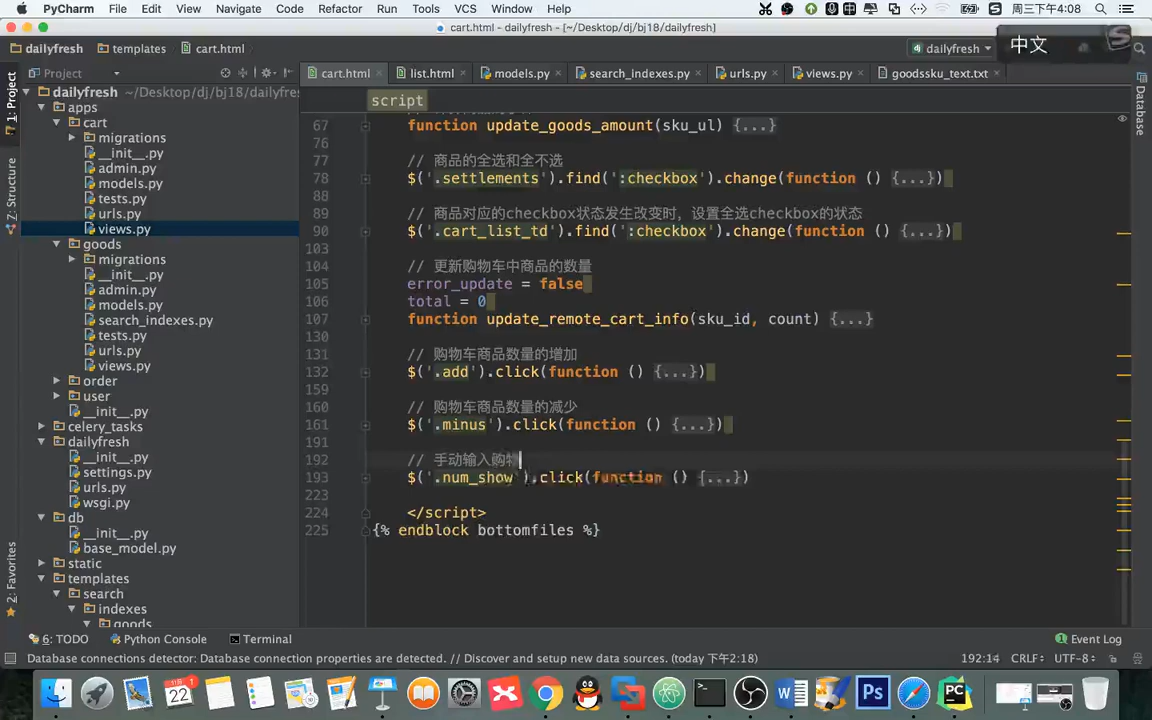 PyCharm File Edit View Navigate Code Refactor Run Tools VCS Window Help 周三下午4:08
cart.html - dailyfresh - [~/Desktop/dj/bj18/dailyfresh]
dailyfresh templates cart.html dailyfresh 中文
Project cart.html list.html models.py search_indexes.py urls.py views.py goodssku_text.txt
dailyfresh ~/Desktop/dj/bj18/dailyfres
apps
cart
migrations
__init__.py
admin.py
models.py
tests.py
urls.py
views.py
goods
migrations
__init__.py
admin.py
models.py
search_indexes.py
tests.py
urls.py
views.py
order
user
__init__.py
celery_tasks
dailyfresh
__init__.py
settings.py
urls.py
wsgi.py
db
__init__.py
base_model.py
static
templates
search
indexes
goods
1: Project
7: Structure
2: Favorites
Database
script
67 function update_goods_amount(sku_ul) {...}
76
77 // 商品的全选和全不选
78 $('.settlements').find(':checkbox').change(function () {...})
88
89 // 商品对应的checkbox状态发生改变时，设置全选checkbox的状态
90 $('.cart_list_td').find(':checkbox').change(function () {...})
103
104 // 更新购物车中商品的数量
105 error_update = false
106 total = 0
107 function update_remote_cart_info(sku_id, count) {...}
130
131 // 购物车商品数量的增加
132 $('.add').click(function () {...})
159
160 // 购物车商品数量的减少
161 $('.minus').click(function () {...})
191
192 // 手动输入购物
193 $('.num_show').click(function () {...})
223
224 </script>
225 {% endblock bottomfiles %}
6: TODO Python Console Terminal 1 Event Log
Database connections detector: Database connection properties are detected. // Discover and setup new data sources. (today 下午2:18) 192:14 CRLF÷ UTF-8÷
22
PC
Ps
W